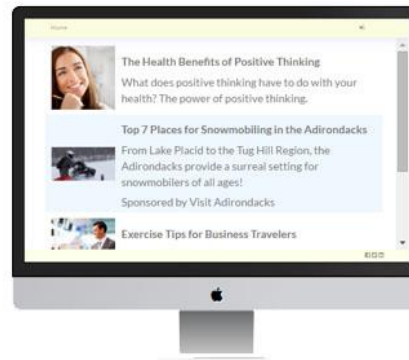 Home
The Health Benefits of Positive Thinking
What does positive thinking have to do with your
health? The power of positive thinking.
Top 7 Places for Snowmobiling in the Adirondacks
From Lake Placid to the Tug Hill Region, the
Adirondacks provide a surreal setting for
snowmobilers of all ages!
Sponsored by Visit Adirondacks
Exercise Tips for Business Travelers